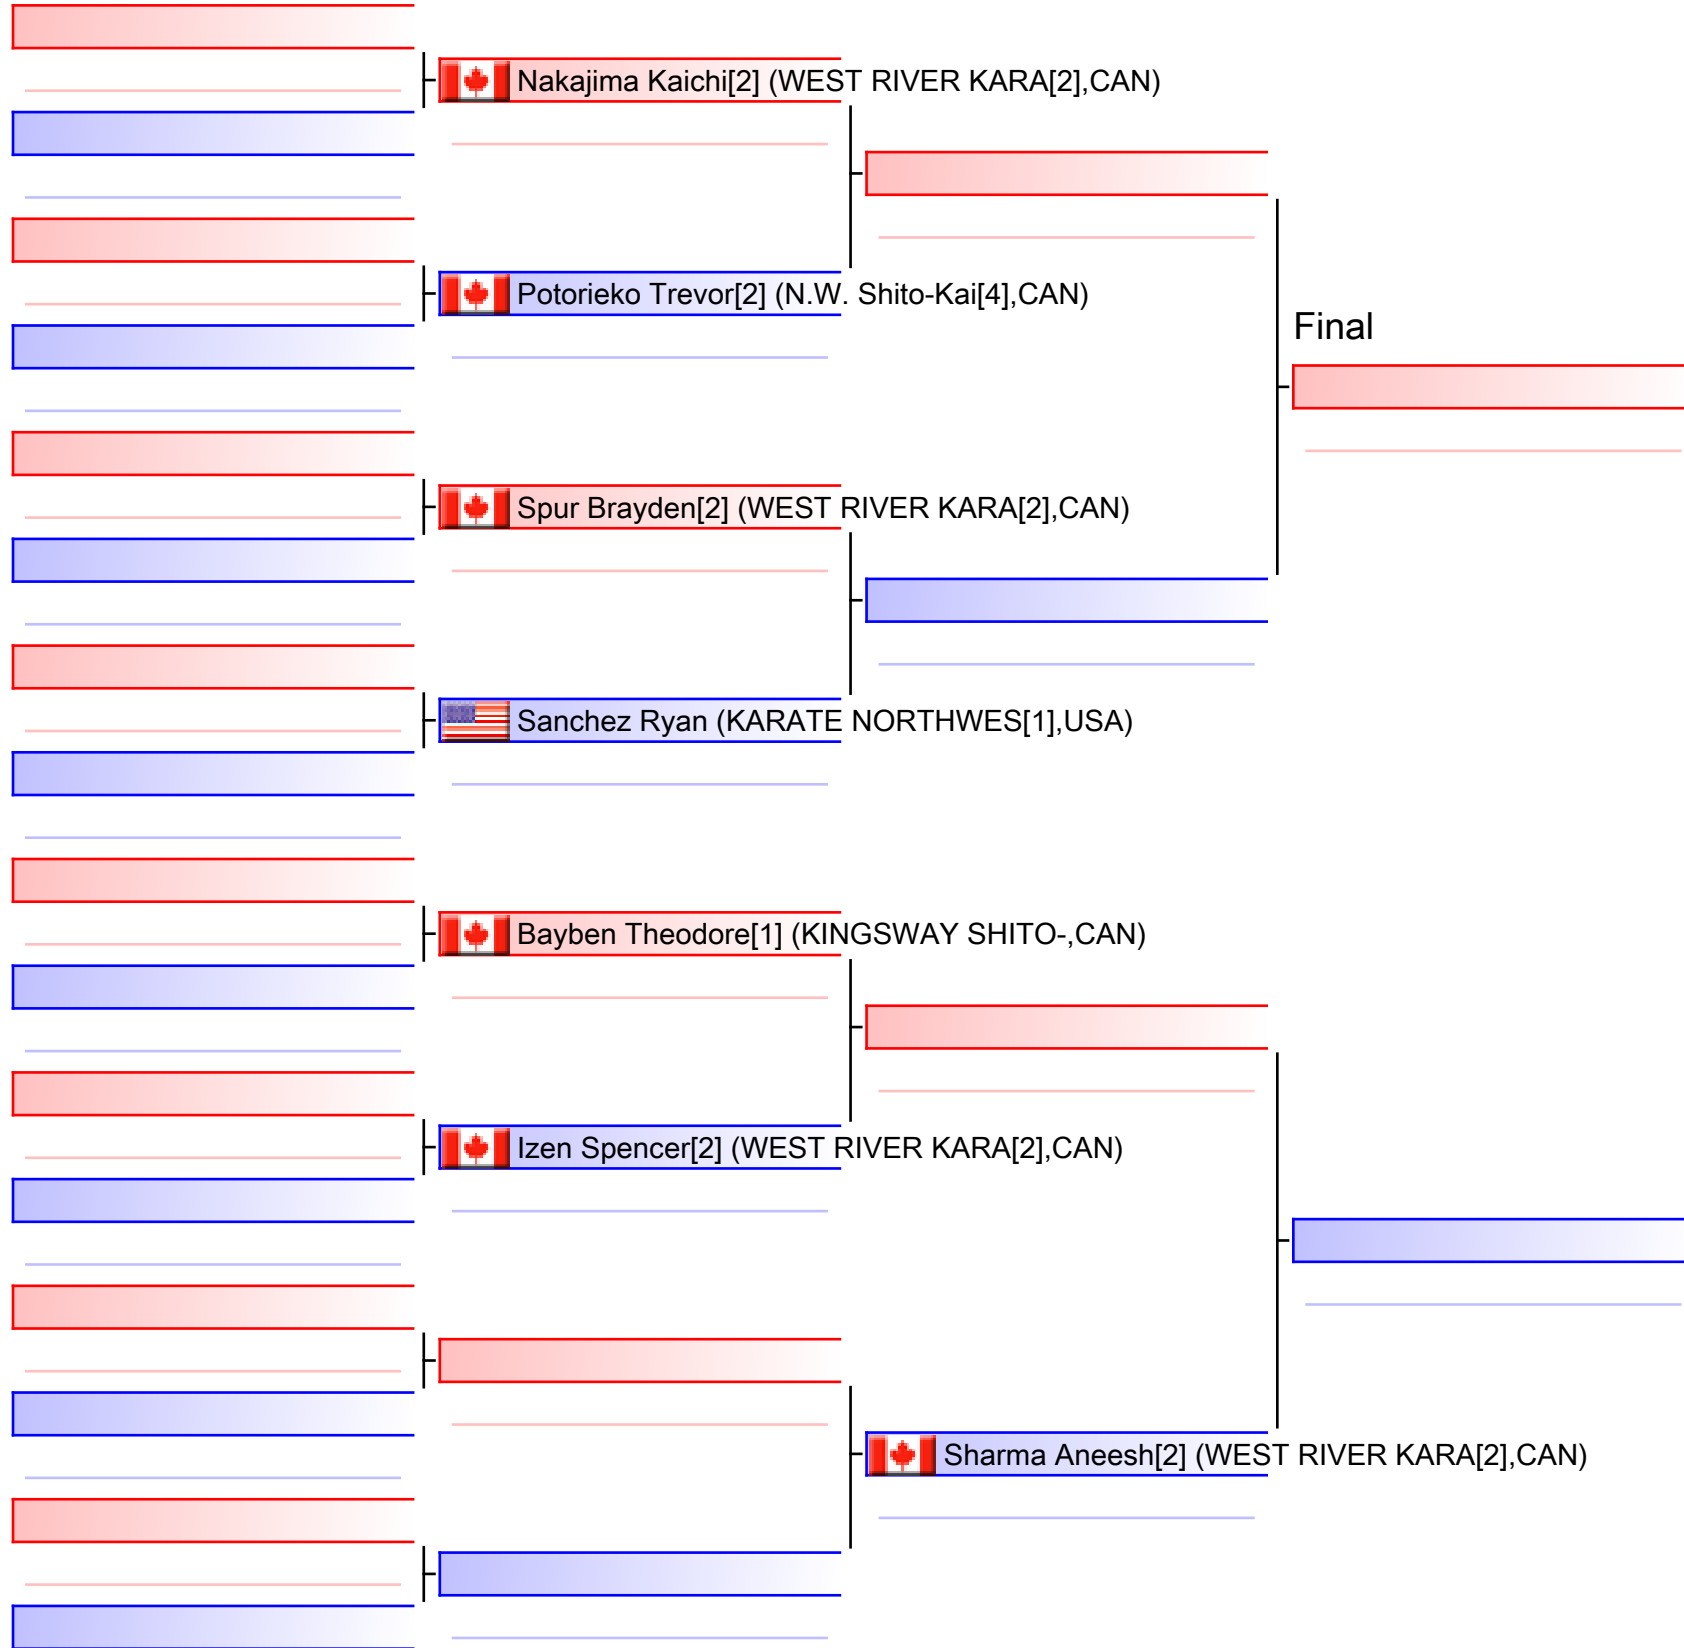 Nakajima Kaichi[2] (WEST RIVER KARA[2],CAN)
Potorieko Trevor[2] (N.W. Shito-Kai[4],CAN)
Final
Spur Brayden[2] (WEST RIVER KARA[2],CAN)
Sanchez Ryan (KARATE NORTHWES[1],USA)
Bayben Theodore[1] (KINGSWAY SHITO-,CAN)
Izen Spencer[2] (WEST RIVER KARA[2],CAN)
Sharma Aneesh[2] (WEST RIVER KARA[2],CAN)